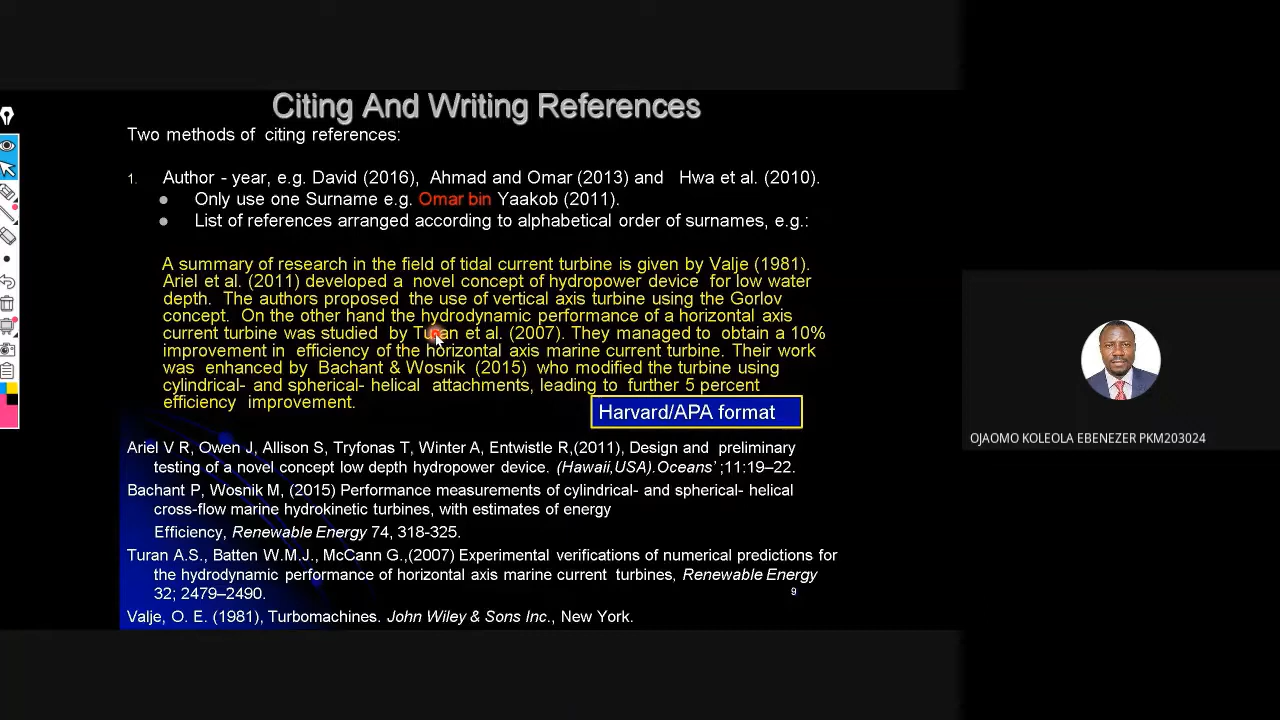 Citing And Writing References
Two methods of citing references:
1. Author - year, e.g. David (2016), Ahmad and Omar (2013) and Hwa et al. (2010).
● Only use one Surname e.g. Omar bin Yaakob (2011).
● List of references arranged according to alphabetical order of surnames, e.g.:
A summary of research in the field of tidal current turbine is given by Valje (1981).
Ariel et al. (2011) developed a novel concept of hydropower device for low water
depth. The authors proposed the use of vertical axis turbine using the Gorlov
concept. On the other hand the hydrodynamic performance of a horizontal axis
current turbine was studied by Turan et al. (2007). They managed to obtain a 10%
improvement in efficiency of the horizontal axis marine current turbine. Their work
was enhanced by Bachant & Wosnik (2015) who modified the turbine using
cylindrical- and spherical- helical attachments, leading to further 5 percent
efficiency improvement.
Harvard/APA format
Ariel V R, Owen J, Allison S, Tryfonas T, Winter A, Entwistle R,(2011), Design and preliminary
testing of a novel concept low depth hydropower device. (Hawaii,USA).Oceans' ;11:19–22.
Bachant P, Wosnik M, (2015) Performance measurements of cylindrical- and spherical- helical
cross-flow marine hydrokinetic turbines, with estimates of energy
Efficiency, Renewable Energy 74, 318-325.
Turan A.S., Batten W.M.J., McCann G.,(2007) Experimental verifications of numerical predictions for
the hydrodynamic performance of horizontal axis marine current turbines, Renewable Energy
32; 2479–2490.
9
Valje, O. E. (1981), Turbomachines. John Wiley & Sons Inc., New York.
OJAOMO KOLEOLA EBENEZER PKM203024